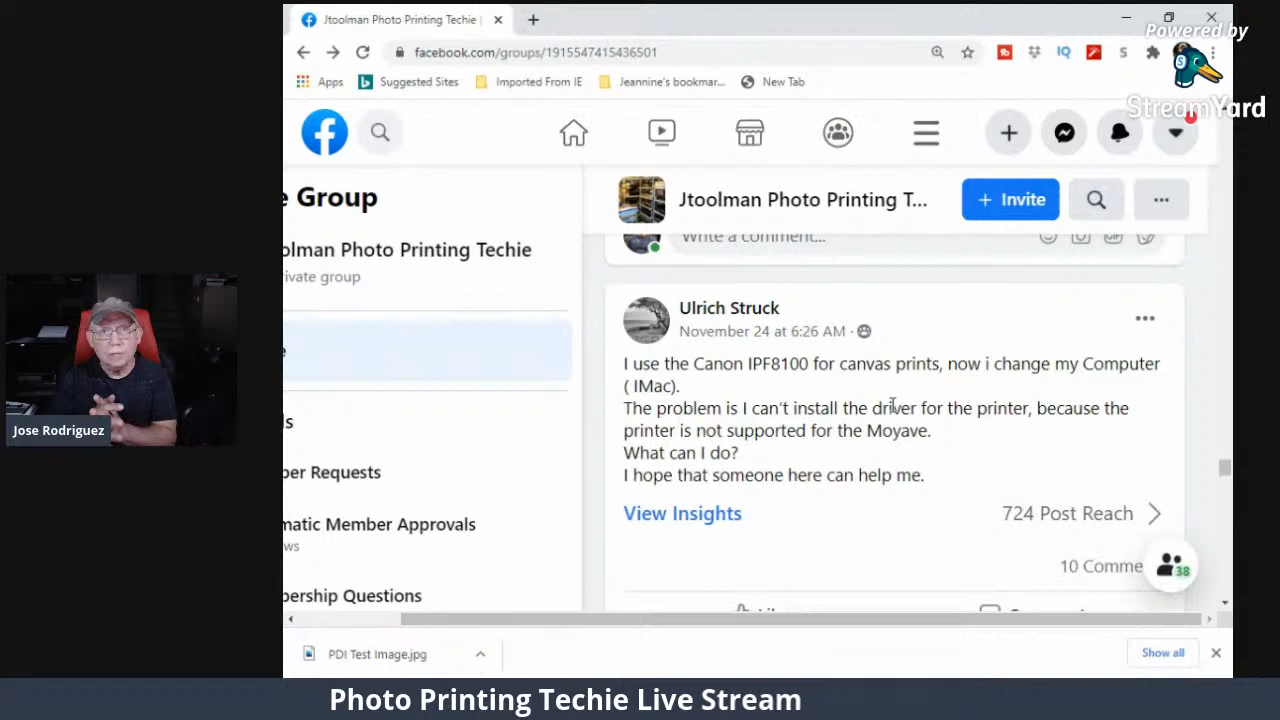 Jtoolman Photo Printing Techie |
Powered by
StreamYard
facebook.com/groups/1915547415436501
Apps
Suggested Sites
Imported From IE
Jeannine's bookmar...
New Tab
e Group
Jtoolman Photo Printing T...
+ Invite
olman Photo Printing Techie
rivate group
Write a comment...
Ulrich Struck
November 24 at 6:26 AM ·
I use the Canon IPF8100 for canvas prints, now i change my Computer
( IMac).
The problem is I can't install the driver for the printer, because the
printer is not supported for the Moyave.
What can I do?
I hope that someone here can help me.
View Insights
724 Post Reach
10 Comme
38
e
ds
ber Requests
matic Member Approvals
ws
bership Questions
Jose Rodriguez
PDI Test Image.jpg
Show all
Photo Printing Techie Live Stream